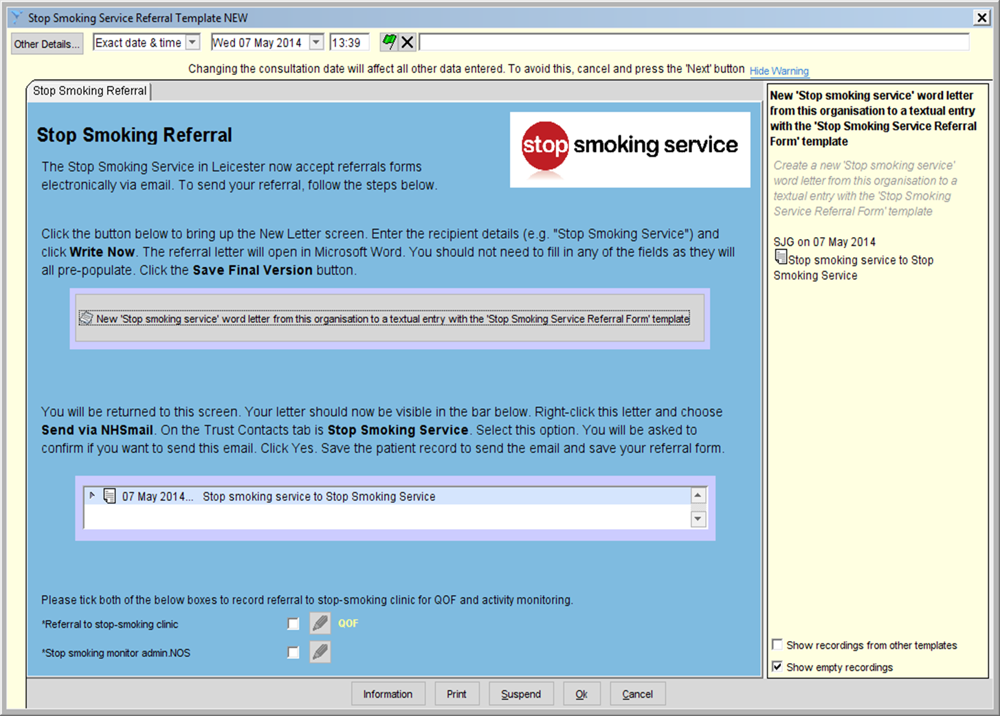 Stop Smoking Service Referral Template NEW
Other Details...
Exact date & time
Wed 07 May 2014
13:39
Changing the consultation date will affect all other data entered. To avoid this, cancel and press the 'Next' button
Hide Warning
Stop Smoking Referral
Stop Smoking Referral
stop smoking service
The Stop Smoking Service in Leicester now accept referrals forms
electronically via email. To send your referral, follow the steps below.
Click the button below to bring up the New Letter screen. Enter the recipient details (e.g. "Stop Smoking Service") and
click Write Now. The referral letter will open in Microsoft Word. You should not need to fill in any of the fields as they will
all pre-populate. Click the Save Final Version button.
New 'Stop smoking service' word letter from this organisation to a textual entry with the 'Stop Smoking Service Referral Form' template
You will be returned to this screen. Your letter should now be visible in the bar below. Right-click this letter and choose
Send via NHSmail. On the Trust Contacts tab is Stop Smoking Service. Select this option. You will be asked to
confirm if you want to send this email. Click Yes. Save the patient record to send the email and save your referral form.
07 May 2014... Stop smoking service to Stop Smoking Service
Please tick both of the below boxes to record referral to stop-smoking clinic for QOF and activity monitoring.
*Referral to stop-smoking clinic
QOF
*Stop smoking monitor admin.NOS
New 'Stop smoking service' word letter
from this organisation to a textual entry
with the 'Stop Smoking Service Referral
Form' template
Create a new 'Stop smoking service'
word letter from this organisation to a
textual entry with the 'Stop Smoking
Service Referral Form' template
SJG on 07 May 2014
Stop smoking service to Stop
Smoking Service
Show recordings from other templates
Show empty recordings
Information
Print
Suspend
Ok
Cancel